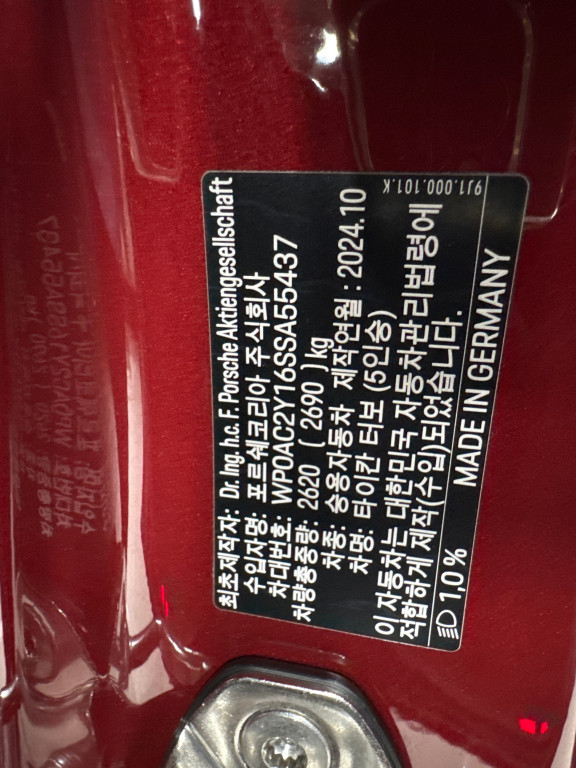 9J1.000.101.K
최초제작자: Dr. Ing. h.c. F. Porsche Aktiengesellschaft
수입자명: 포르쉐코리아 주식회사
차대번호: WP0AC2Y16SSA55437
차량총중량: 2620 ( 2690 ) kg
차종: 승용자동차 제작연월: 2024.10
차명: 타이칸 터보 (5인승)
이 자동차는 대한민국 자동차관리법령에
적합하게 제작(수입)되었습니다.
1,0 % MADE IN GERMANY